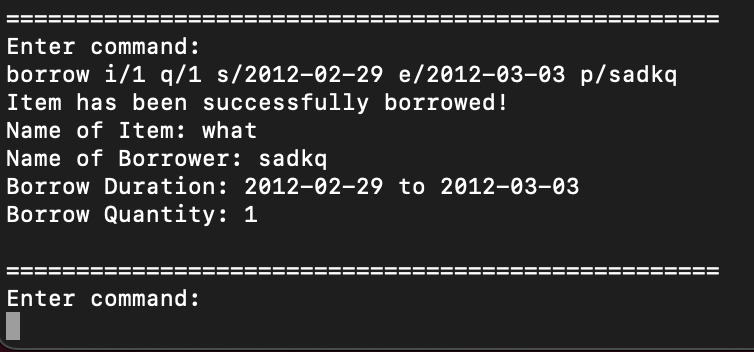 ===================================================
Enter command:
borrow i/1 q/1 s/2012-02-29 e/2012-03-03 p/sadkq
Item has been successfully borrowed!
Name of Item: what
Name of Borrower: sadkq
Borrow Duration: 2012-02-29 to 2012-03-03
Borrow Quantity: 1
===================================================
Enter command: